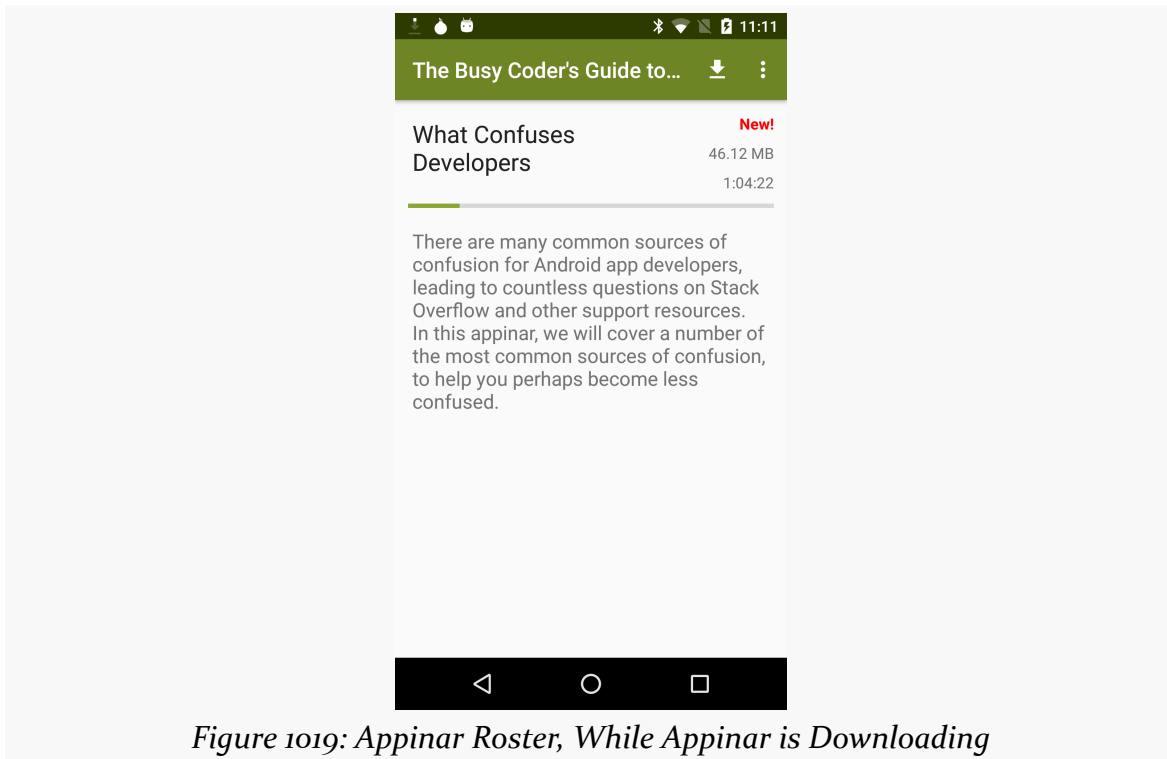 11:11
The Busy Coder's Guide to...
What Confuses
Developers
New!
46.12 MB
1:04:22
There are many common sources of
confusion for Android app developers,
leading to countless questions on Stack
Overflow and other support resources.
In this appinar, we will cover a number of
the most common sources of confusion,
to help you perhaps become less
confused.
Figure 1019: Appinar Roster, While Appinar is Downloading